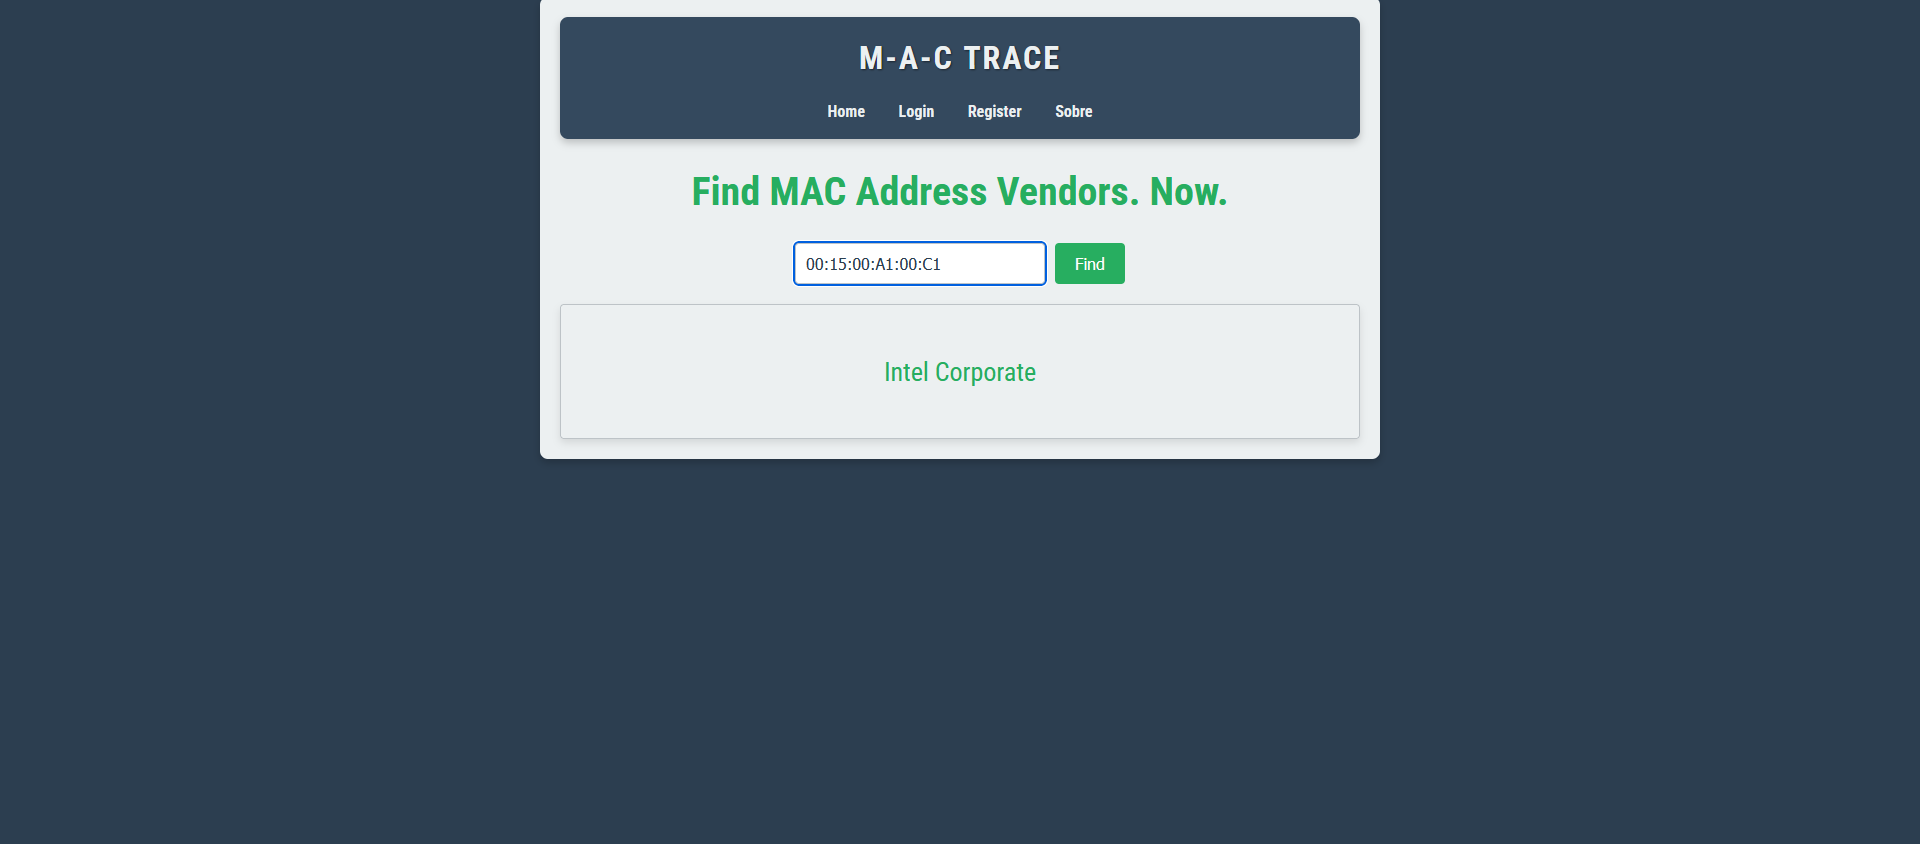 M-A-C TRACE
Home Login Register Sobre
Find MAC Address Vendors. Now.
00:15:00:A1:00:C1 Find
Intel Corporate